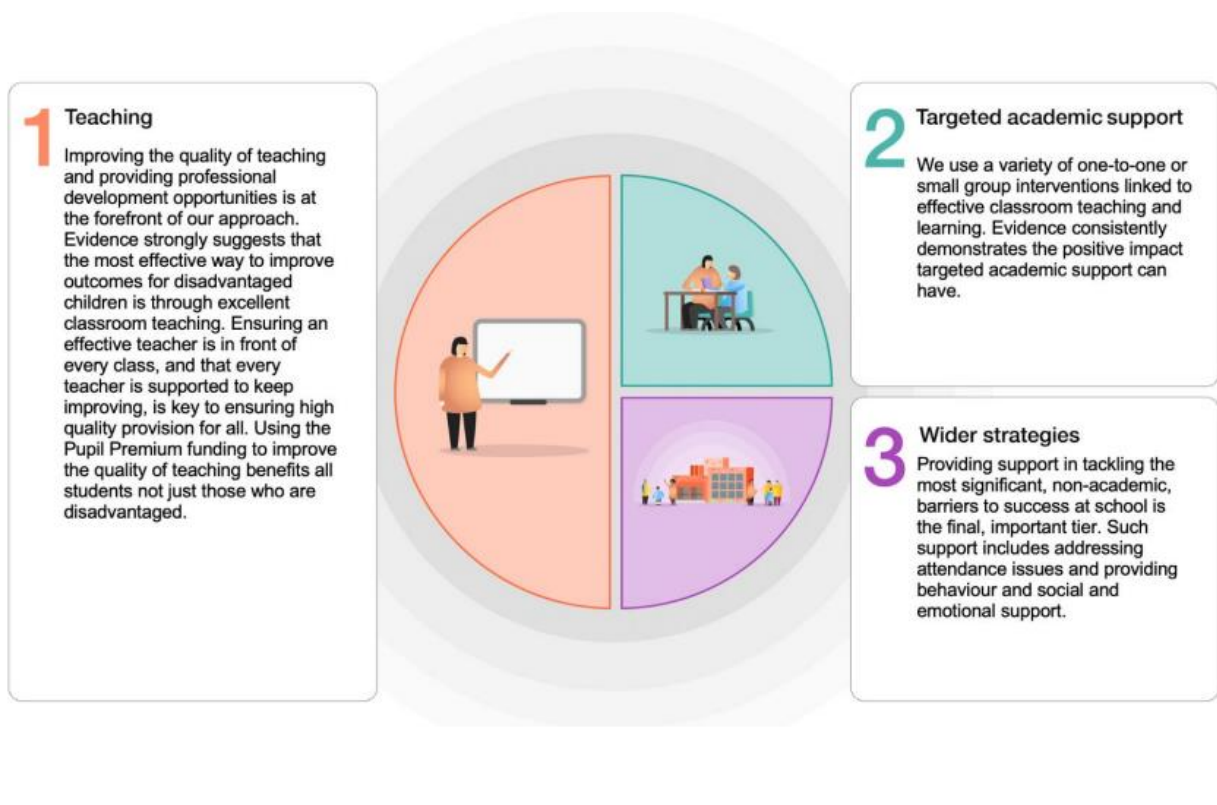 1
Teaching
Improving the quality of teaching
and providing professional
development opportunities is at
the forefront of our approach.
Evidence strongly suggests that
the most effective way to improve
outcomes for disadvantaged
children is through excellent
classroom teaching. Ensuring an
effective teacher is in front of
every class, and that every
teacher is supported to keep
improving, is key to ensuring high
quality provision for all. Using the
Pupil Premium funding to improve
the quality of teaching benefits all
students not just those who are
disadvantaged.
2
Targeted academic support
We use a variety of one-to-one or
small group interventions linked to
effective classroom teaching and
learning. Evidence consistently
demonstrates the positive impact
targeted academic support can
have.
3
Wider strategies
Providing support in tackling the
most significant, non-academic,
barriers to success at school is
the final, important tier. Such
support includes addressing
attendance issues and providing
behaviour and social and
emotional support.